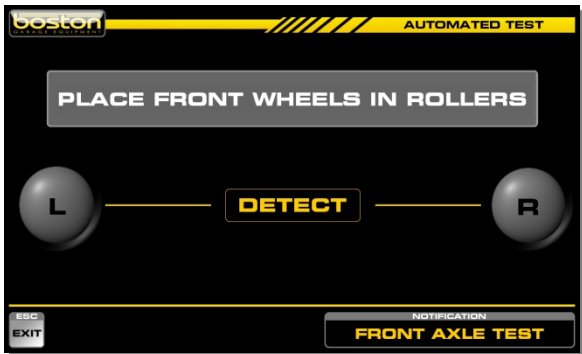 boston
GARAGE EQUIPMENT
AUTOMATED TEST
PLACE FRONT WHEELS IN ROLLERS
L
DETECT
R
ESC
EXIT
NOTIFICATION
FRONT AXLE TEST